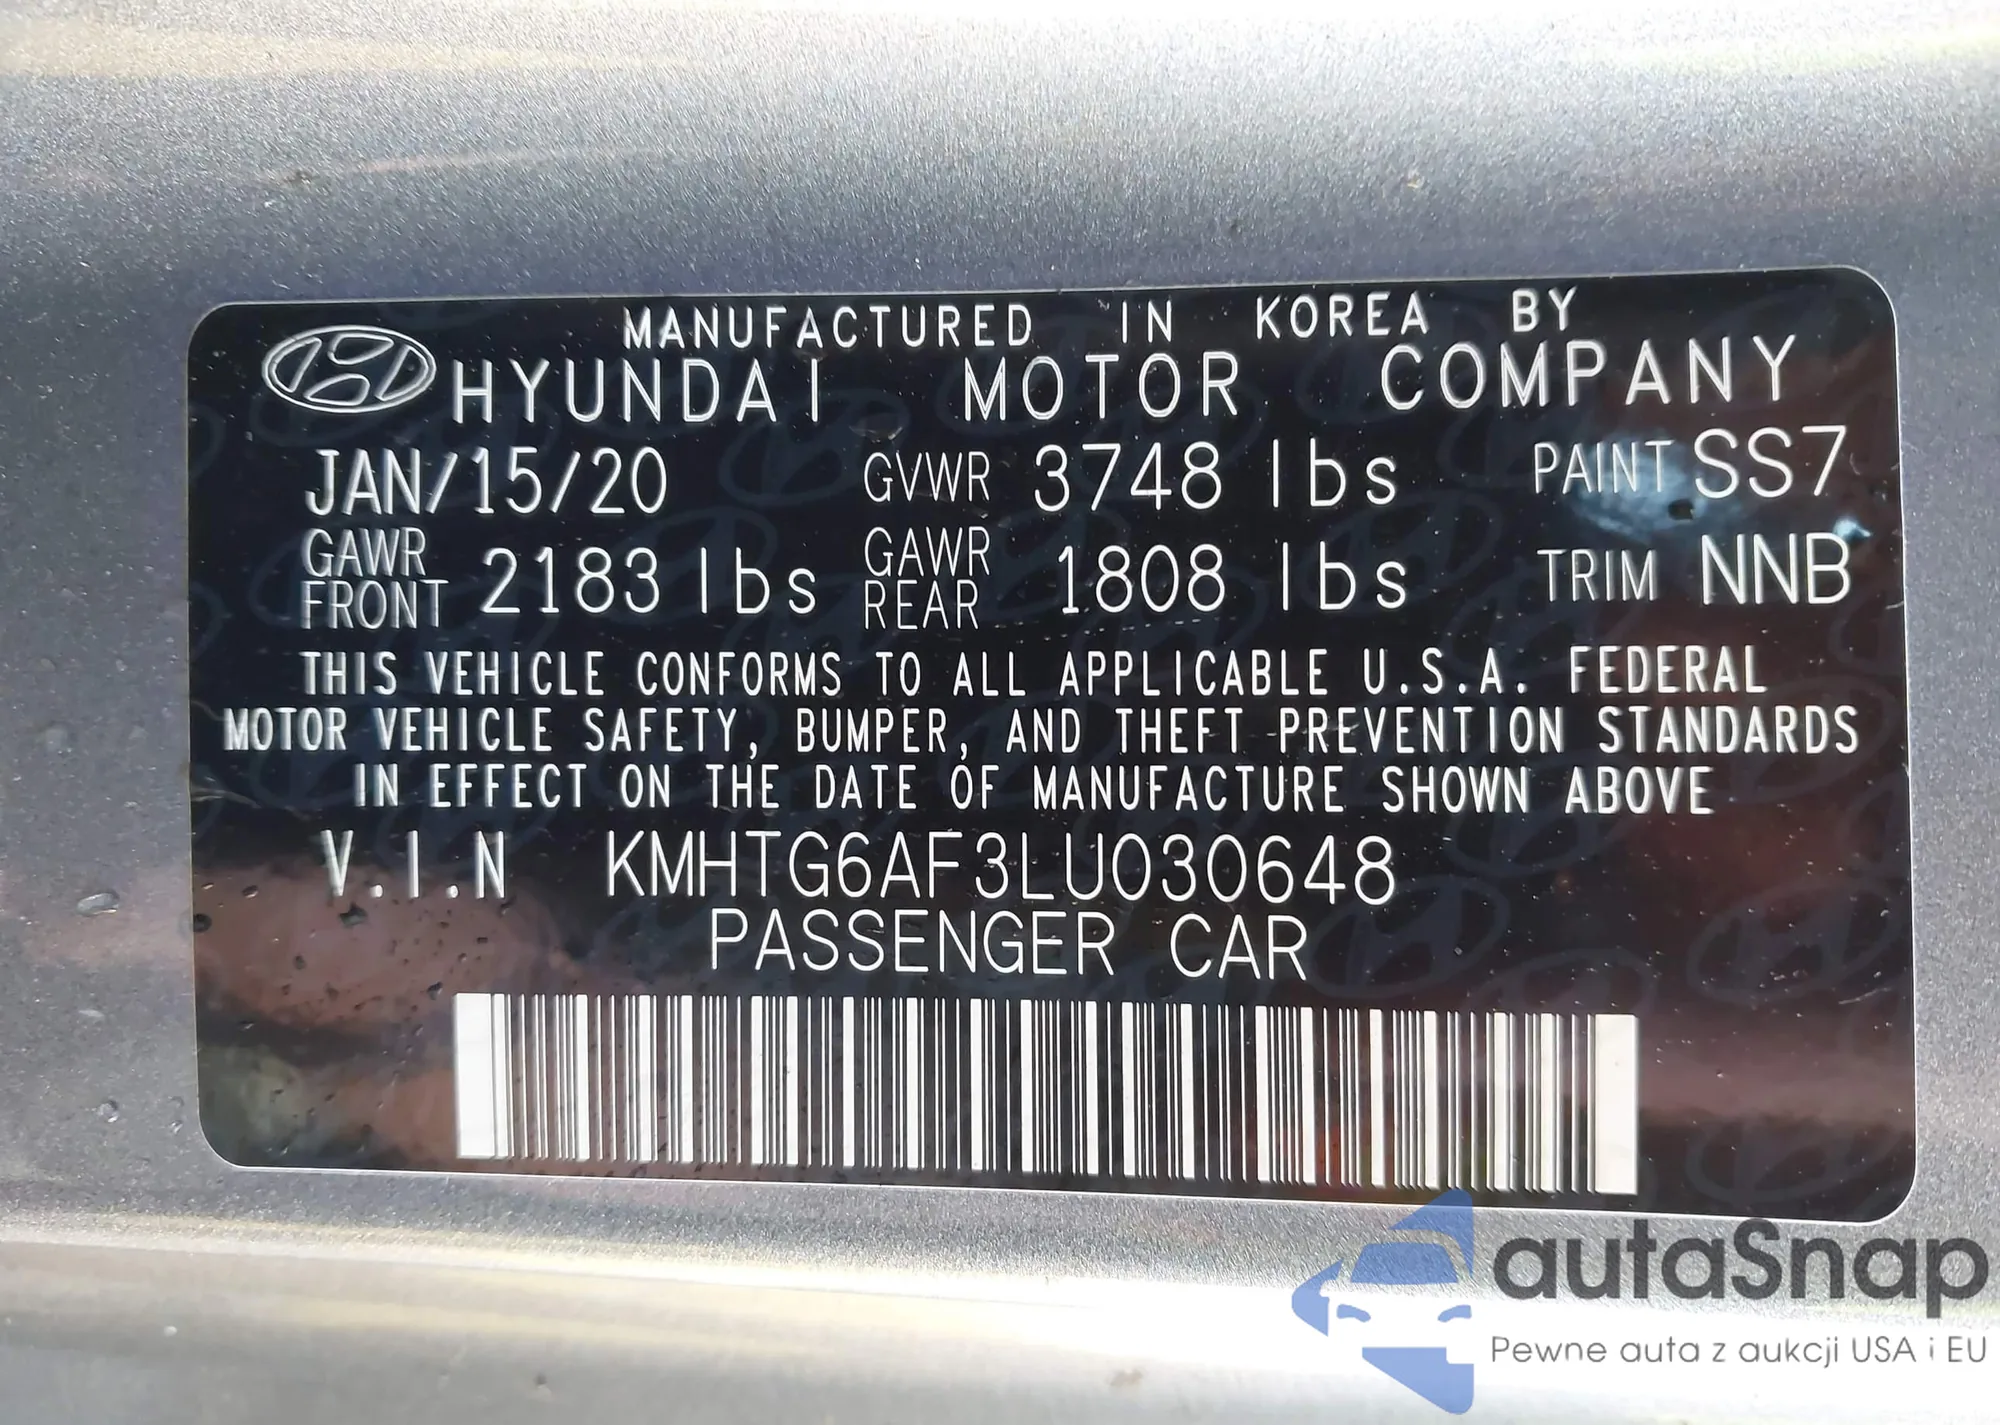 MANUFACTURED IN KOREA BY
HYUNDAI MOTOR COMPANY
JAN/15/20 GVWR 3748 lbs PAINT SS7
GAWR FRONT 2183 lbs GAWR REAR 1808 lbs TRIM NNB
THIS VEHICLE CONFORMS TO ALL APPLICABLE U.S.A. FEDERAL
MOTOR VEHICLE SAFETY, BUMPER, AND THEFT PREVENTION STANDARDS
IN EFFECT ON THE DATE OF MANUFACTURE SHOWN ABOVE
V.I.N KMHTG6AF3LU030648
PASSENGER CAR
autaSnap
Pewne auta z aukcji USA i EU